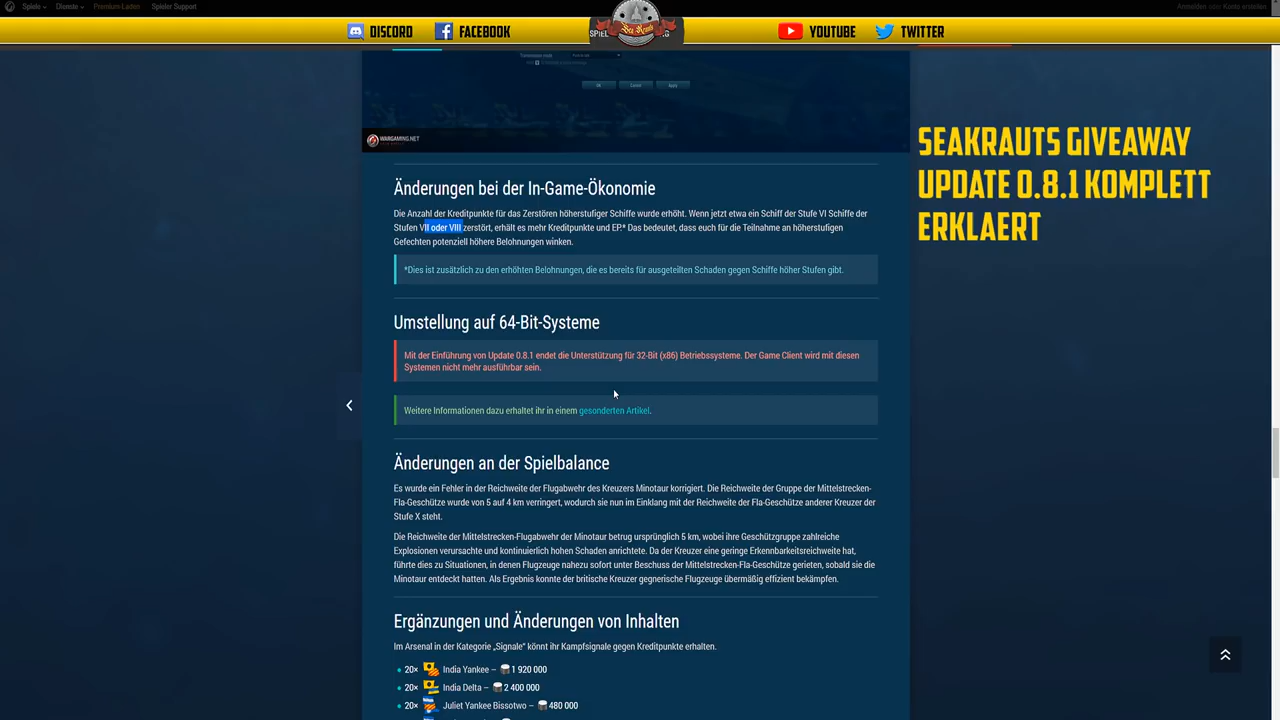 Spiele
Dienste
Premium-Laden
Spieler Support
Anmelden oder Konto erstellen
DISCORD
FACEBOOK
Sea Krauts
YOUTUBE
TWITTER
OK
Cancel
Apply
WARGAMING.NET
SEAKRAUTS GIVEAWAY
UPDATE 0.8.1 KOMPLETT
ERKLAERT
Änderungen bei der In-Game-Ökonomie
Die Anzahl der Kreditpunkte für das Zerstören höherstufiger Schiffe wurde erhöht. Wenn jetzt etwa ein Schiff der Stufe VI Schiffe der
Stufen VII oder VIII zerstört, erhält es mehr Kreditpunkte und EP.* Das bedeutet, dass euch für die Teilnahme an höherstufigen
Gefechten potenziell höhere Belohnungen winken.
*Dies ist zusätzlich zu den erhöhten Belohnungen, die es bereits für ausgeteilten Schaden gegen Schiffe höher Stufen gibt.
Umstellung auf 64-Bit-Systeme
Mit der Einführung von Update 0.8.1 endet die Unterstützung für 32-Bit (x86) Betriebssysteme. Der Game Client wird mit diesen
Systemen nicht mehr ausführbar sein.
Weitere Informationen dazu erhaltet ihr in einem gesonderten Artikel.
Änderungen an der Spielbalance
Es wurde ein Fehler in der Reichweite der Flugabwehr des Kreuzers Minotaur korrigiert. Die Reichweite der Gruppe der Mittelstrecken-
Fla-Geschütze wurde von 5 auf 4 km verringert, wodurch sie nun im Einklang mit der Reichweite der Fla-Geschütze anderer Kreuzer der
Stufe X steht.
Die Reichweite der Mittelstrecken-Flugabwehr der Minotaur betrug ursprünglich 5 km, wobei ihre Geschützgruppe zahlreiche
Explosionen verursachte und kontinuierlich hohen Schaden anrichtete. Da der Kreuzer eine geringe Erkennbarkeitsreichweite hat,
führte dies zu Situationen, in denen Flugzeuge nahezu sofort unter Beschuss der Mittelstrecken-Fla-Geschütze gerieten, sobald sie die
Minotaur entdeckt hatten. Als Ergebnis konnte der britische Kreuzer gegnerische Flugzeuge übermäßig effizient bekämpfen.
Ergänzungen und Änderungen von Inhalten
Im Arsenal in der Kategorie „Signale“ könnt ihr Kampfsignale gegen Kreditpunkte erhalten.
20× India Yankee – 1 920 000
20× India Delta – 2 400 000
20× Juliet Yankee Bissotwo – 480 000